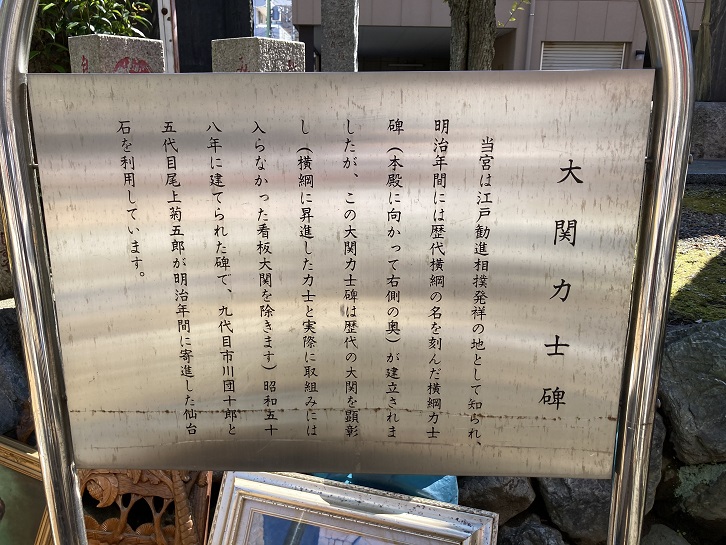 大関力士碑
当宮は江戸勧進相撲発祥の地として知られ、
明治年間には歴代横綱の名を刻んだ横綱力士
碑(本殿に向かって右側の奥)が建立されま
したが、この大関力士碑は歴代の大関を顕彰
し(横綱に昇進した力士と実際に取組みには
入らなかった看板大関を除きます)昭和五十
八年に建てられた碑で、九代目市川団十郎と
五代目尾上菊五郎が明治年間に寄進した仙台
石を利用しています。